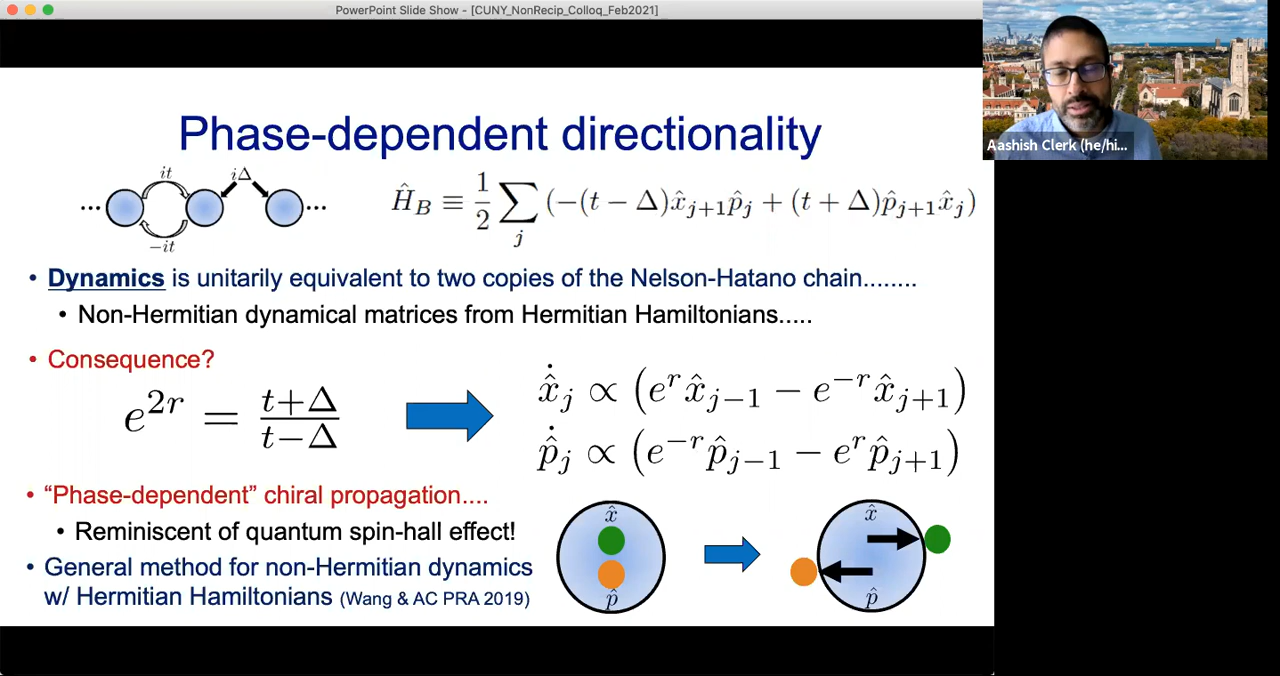 PowerPoint Slide Show - [CUNY_NonRecip_Colloq_Feb2021]
Aashish Clerk (he/hi...
Phase-dependent directionality
it
iΔ
... ...
-it
Ĥ_B ≡ 1/2 ∑_j (−(t − Δ)x̂_{j+1}p̂_j + (t + Δ)p̂_{j+1}x̂_j)
• Dynamics is unitarily equivalent to two copies of the Nelson-Hatano chain........
• Non-Hermitian dynamical matrices from Hermitian Hamiltonians.....
• Consequence?
e^{2r} = (t+Δ)/(t−Δ)
ẋ̂_j ∝ (e^r x̂_{j−1} − e^{−r} x̂_{j+1})
ṗ̂_j ∝ (e^{−r} p̂_{j−1} − e^r p̂_{j+1})
• “Phase-dependent” chiral propagation....
• Reminiscent of quantum spin-hall effect!
• General method for non-Hermitian dynamics
w/ Hermitian Hamiltonians (Wang & AC PRA 2019)
x̂
p̂
x̂
p̂